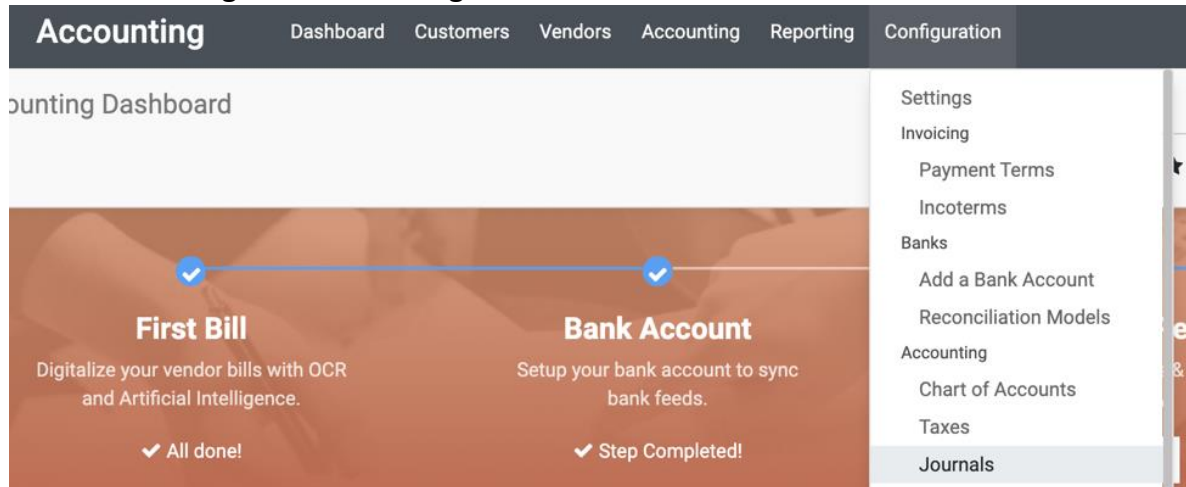 Accounting Dashboard Customers Vendors Accounting Reporting Configuration
ounting Dashboard
Settings
Invoicing
Payment Terms
Incoterms
Banks
Add a Bank Account
Reconciliation Models
Accounting
Chart of Accounts
Taxes
Journals
First Bill
Digitalize your vendor bills with OCR
and Artificial Intelligence.
✔ All done!
Bank Account
Setup your bank account to sync
bank feeds.
✔ Step Completed!
&